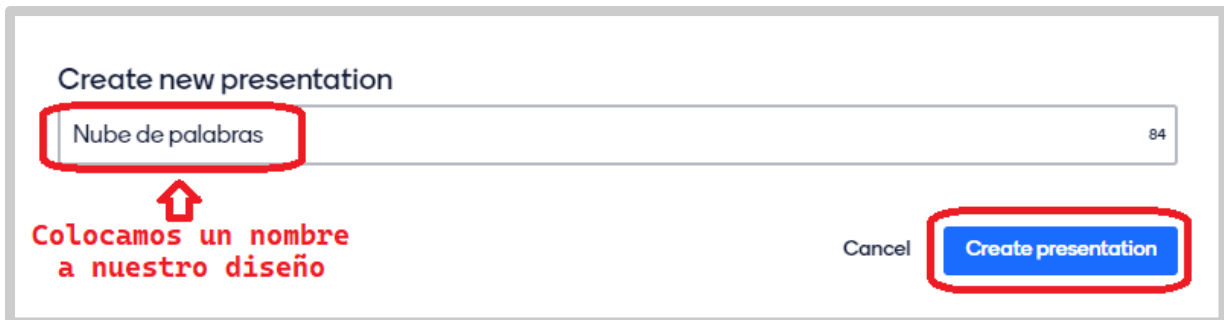 Create new presentation
Nube de palabras
84
Colocamos un nombre
a nuestro diseño
Cancel
Create presentation